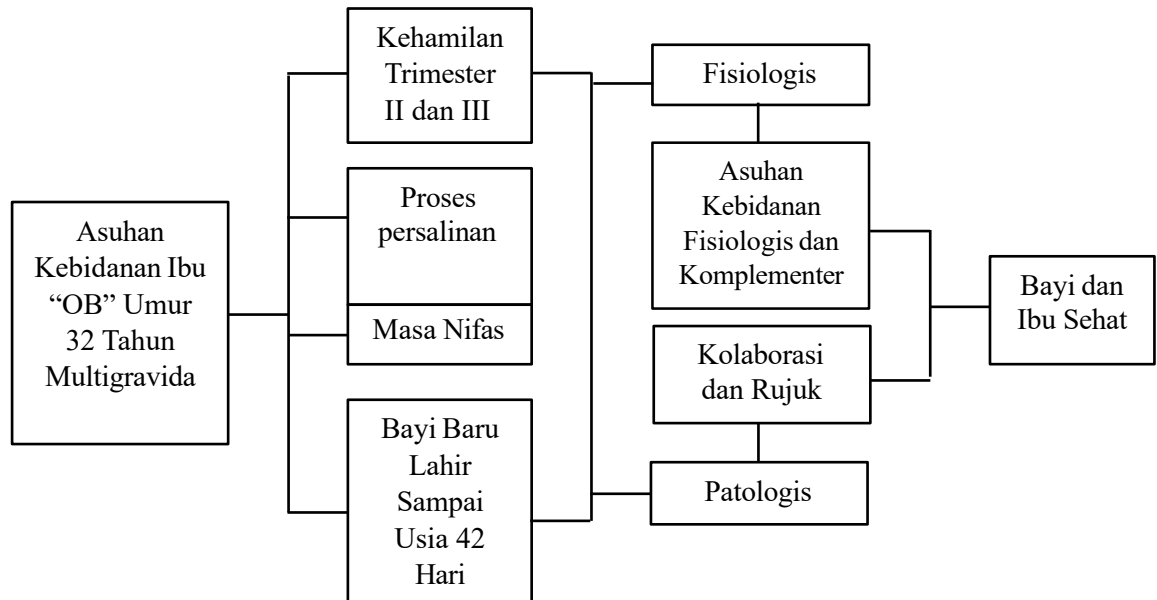 Asuhan
Kebidanan Ibu
“OB” Umur
32 Tahun
Multigravida
Kehamilan
Trimester
II dan III
Proses
persalinan
Masa Nifas
Bayi Baru
Lahir
Sampai
Usia 42
Hari
Fisiologis
Asuhan
Kebidanan
Fisiologis dan
Komplementer
Kolaborasi
dan Rujuk
Patologis
Bayi dan
Ibu Sehat